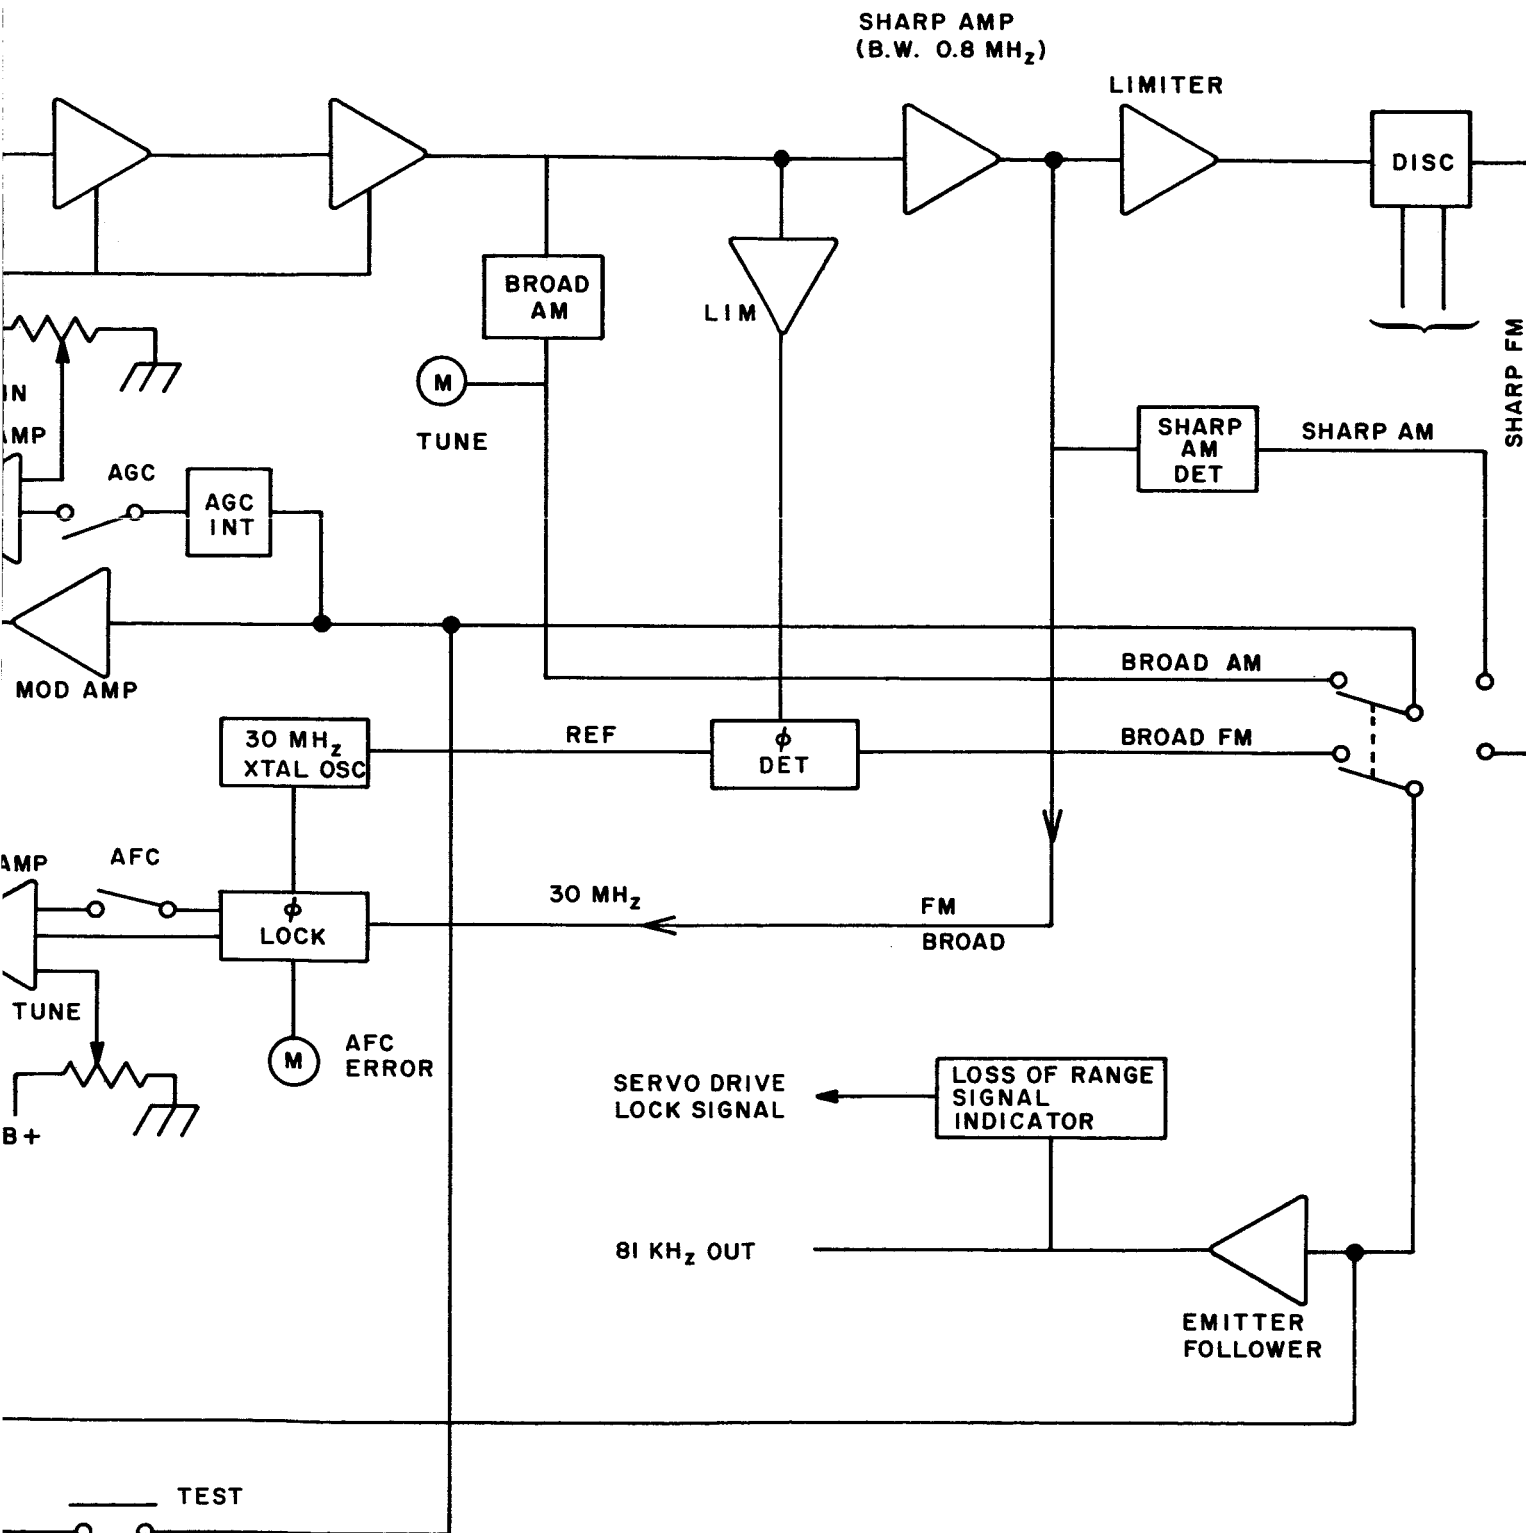 SHARP AMP
(B.W. 0.8 MHz)
LIMITER
DISC
BROAD
AM
LIM
SHARP FM
IN
AMP
M
TUNE
SHARP
AM
DET
SHARP AM
AGC
AGC
INT
MOD AMP
BROAD AM
30 MHz
XTAL OSC
REF
ϕ
DET
BROAD FM
AMP
AFC
ϕ
LOCK
30 MHz
FM
BROAD
TUNE
M
AFC
ERROR
B+
SERVO DRIVE
LOCK SIGNAL
LOSS OF RANGE
SIGNAL
INDICATOR
81 KHz OUT
EMITTER
FOLLOWER
TEST